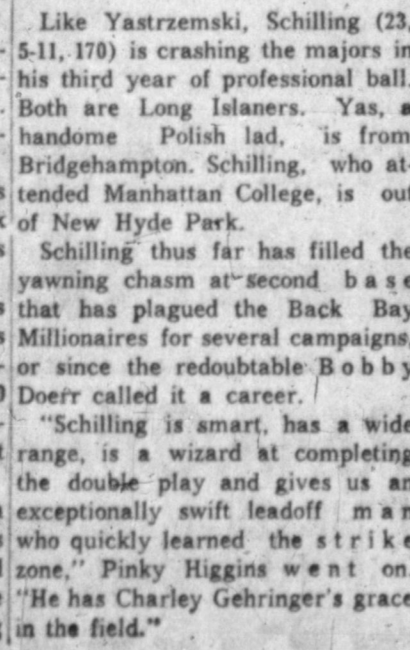 Like Yastrzemski, Schilling (23,
5-11, 170) is crashing the majors in
his third year of professional ball.
Both are Long Islaners. Yas, a
handome Polish lad, is from
Bridgehampton. Schilling, who at-
tended Manhattan College, is out
of New Hyde Park.
Schilling thus far has filled the
yawning chasm at second base
that has plagued the Back Bay
Millionaires for several campaigns,
or since the redoubtable Bobby
Doerr called it a career.
"Schilling is smart, has a wide
range, is a wizard at completing
the double play and gives us an
exceptionally swift leadoff man
who quickly learned the strike
zone," Pinky Higgins went on.
"He has Charley Gehringer's grace
in the field."